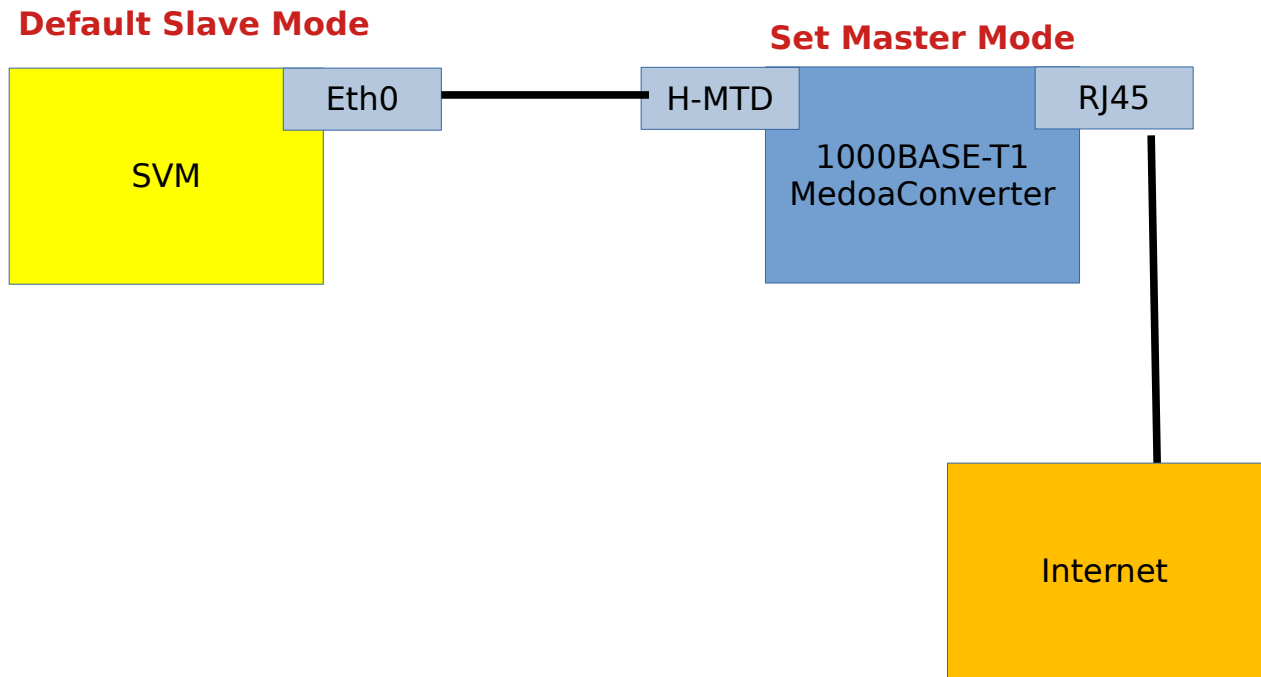 Default Slave Mode
Set Master Mode
Eth0
H-MTD
RJ45
SVM
1000BASE-T1
MedoaConverter
Internet